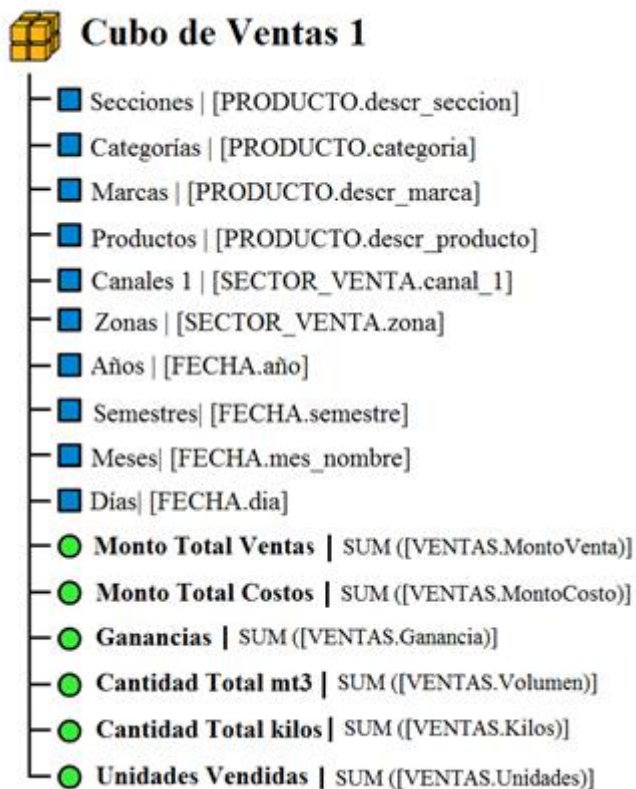 Cubo de Ventas 1
Secciones | [PRODUCTO.descr_seccion]
Categorías | [PRODUCTO.categoria]
Marcas | [PRODUCTO.descr_marca]
Productos | [PRODUCTO.descr_producto]
Canales 1 | [SECTOR_VENTA.canal_1]
Zonas | [SECTOR_VENTA.zona]
Años | [FECHA.año]
Semestres| [FECHA.semestre]
Meses| [FECHA.mes_nombre]
Días| [FECHA.dia]
Monto Total Ventas | SUM ([VENTAS.MontoVenta)]
Monto Total Costos | SUM ([VENTAS.MontoCosto)]
Ganancias | SUM ([VENTAS.Ganancia)]
Cantidad Total mt3 | SUM ([VENTAS.Volumen)]
Cantidad Total kilos| SUM ([VENTAS.Kilos)]
Unidades Vendidas | SUM ([VENTAS.Unidades)]